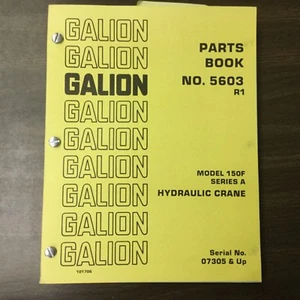 GALION
GALION
GALION
GALION
GALION
GALION
GALION
GALION
GALION
PARTS
BOOK
NO. 5603
R1
MODEL 150F
SERIES A
HYDRAULIC CRANE
Serial No.
07305 & Up